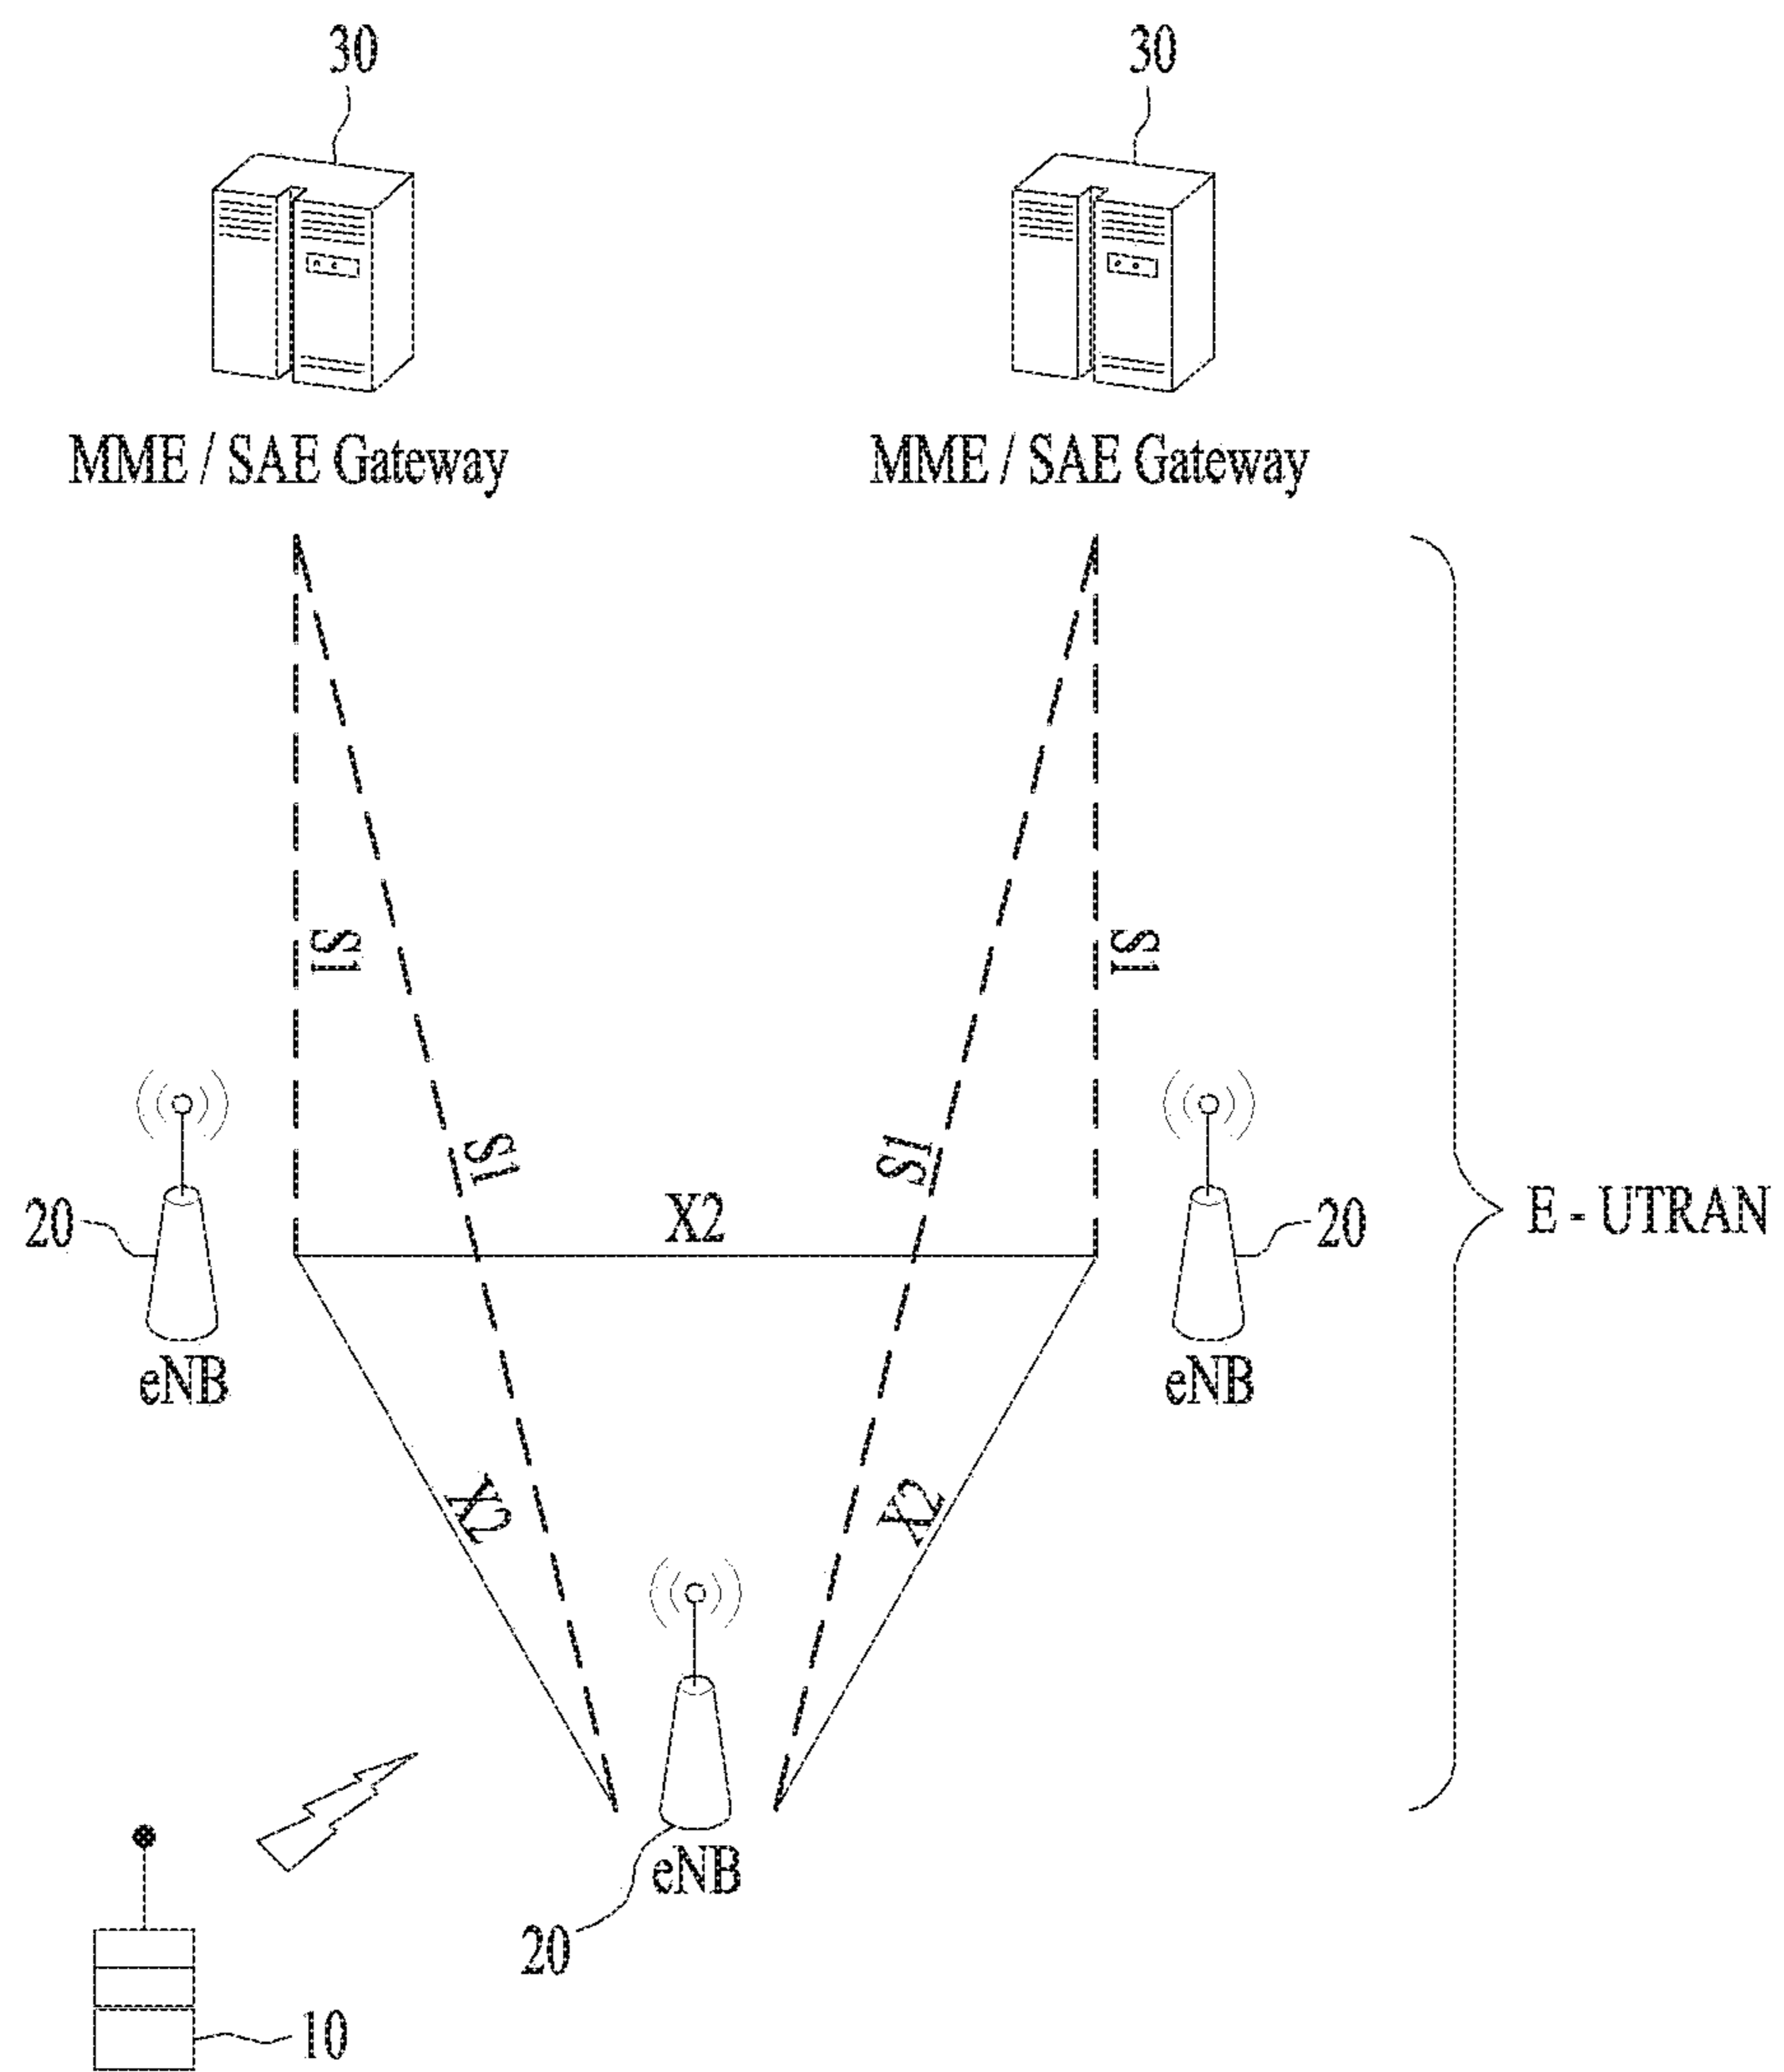 30
30
MME / SAE Gateway
MME / SAE Gateway
S1
S1
S1
S1
X2
20
20
E - UTRAN
eNB
eNB
X2
X2
eNB
20
10